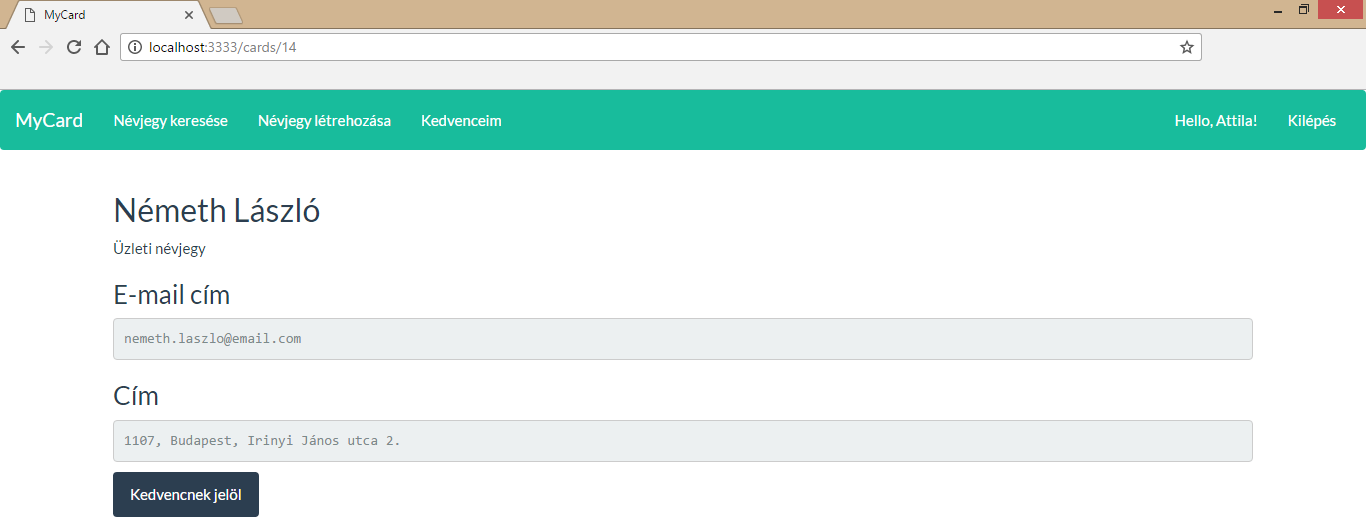 MyCard
localhost:3333/cards/14
MyCard Névjegy keresése Névjegy létrehozása Kedvenceim Hello, Attila! Kilépés
Németh László
Üzleti névjegy
E-mail cím
nemeth.laszlo@email.com
Cím
1107, Budapest, Irinyi János utca 2.
Kedvencnek jelöl